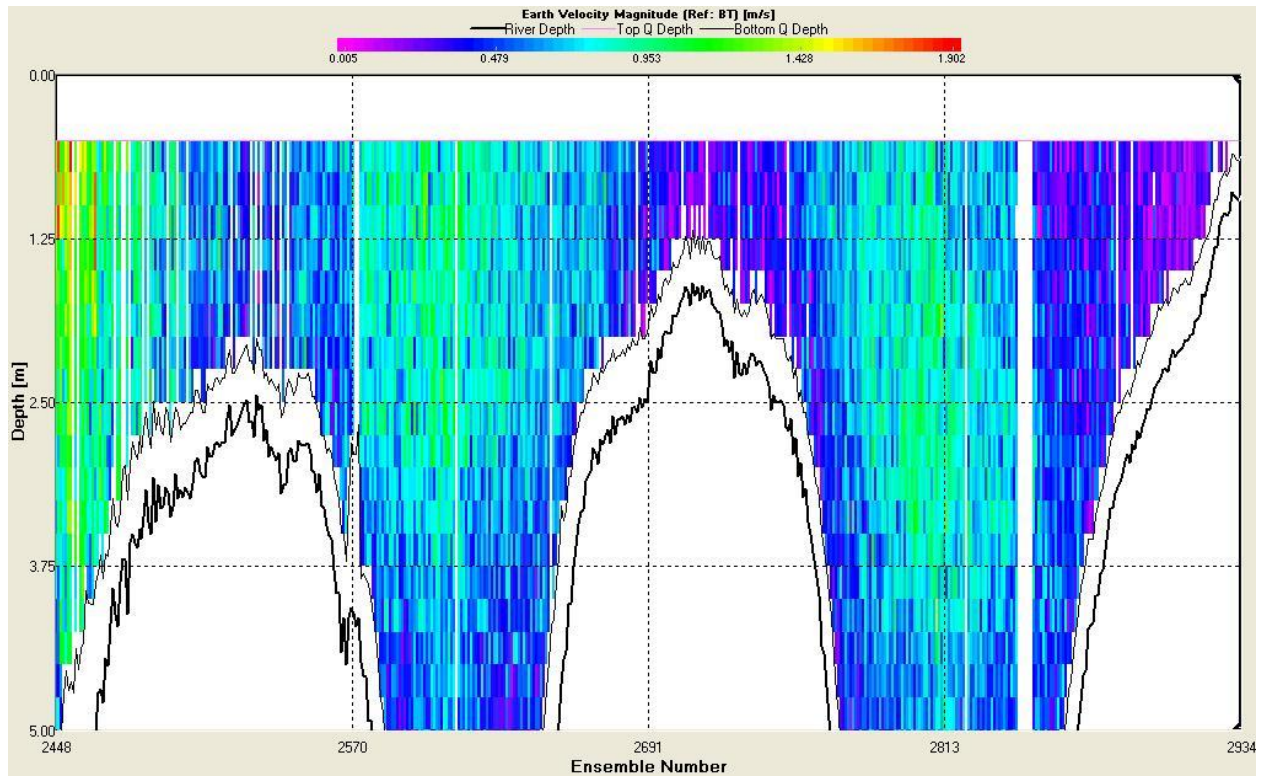 Earth Velocity Magnitude (Ref: BT) [m/s]
River Depth Top Q Depth Bottom Q Depth
0.005 0.479 0.953 1.428 1.902
0.00
1.25
2.50
3.75
5.00
Depth [m]
2448 2570 2691 2813 2934
Ensemble Number